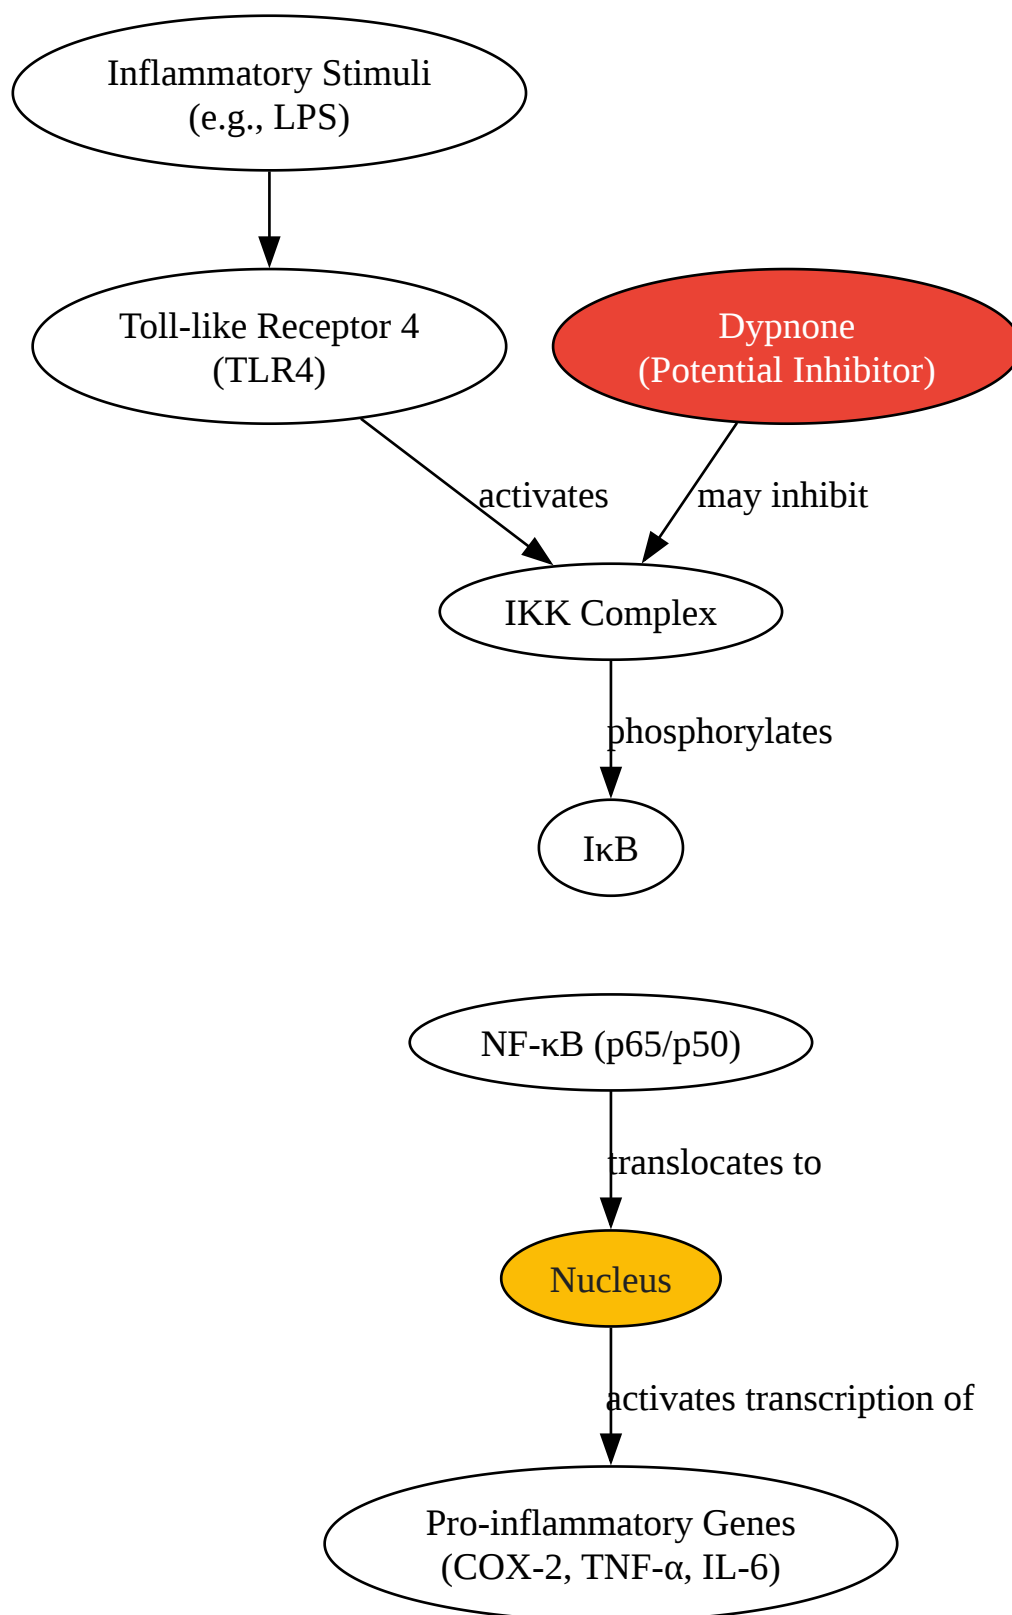 Inflammatory Stimuli
(e.g., LPS)
Toll-like Receptor 4
(TLR4)
Dypnone
(Potential Inhibitor)
activates
may inhibit
IKK Complex
phosphorylates
IκB
NF-κB (p65/p50)
translocates to
Nucleus
activates transcription of
Pro-inflammatory Genes
(COX-2, TNF-α, IL-6)